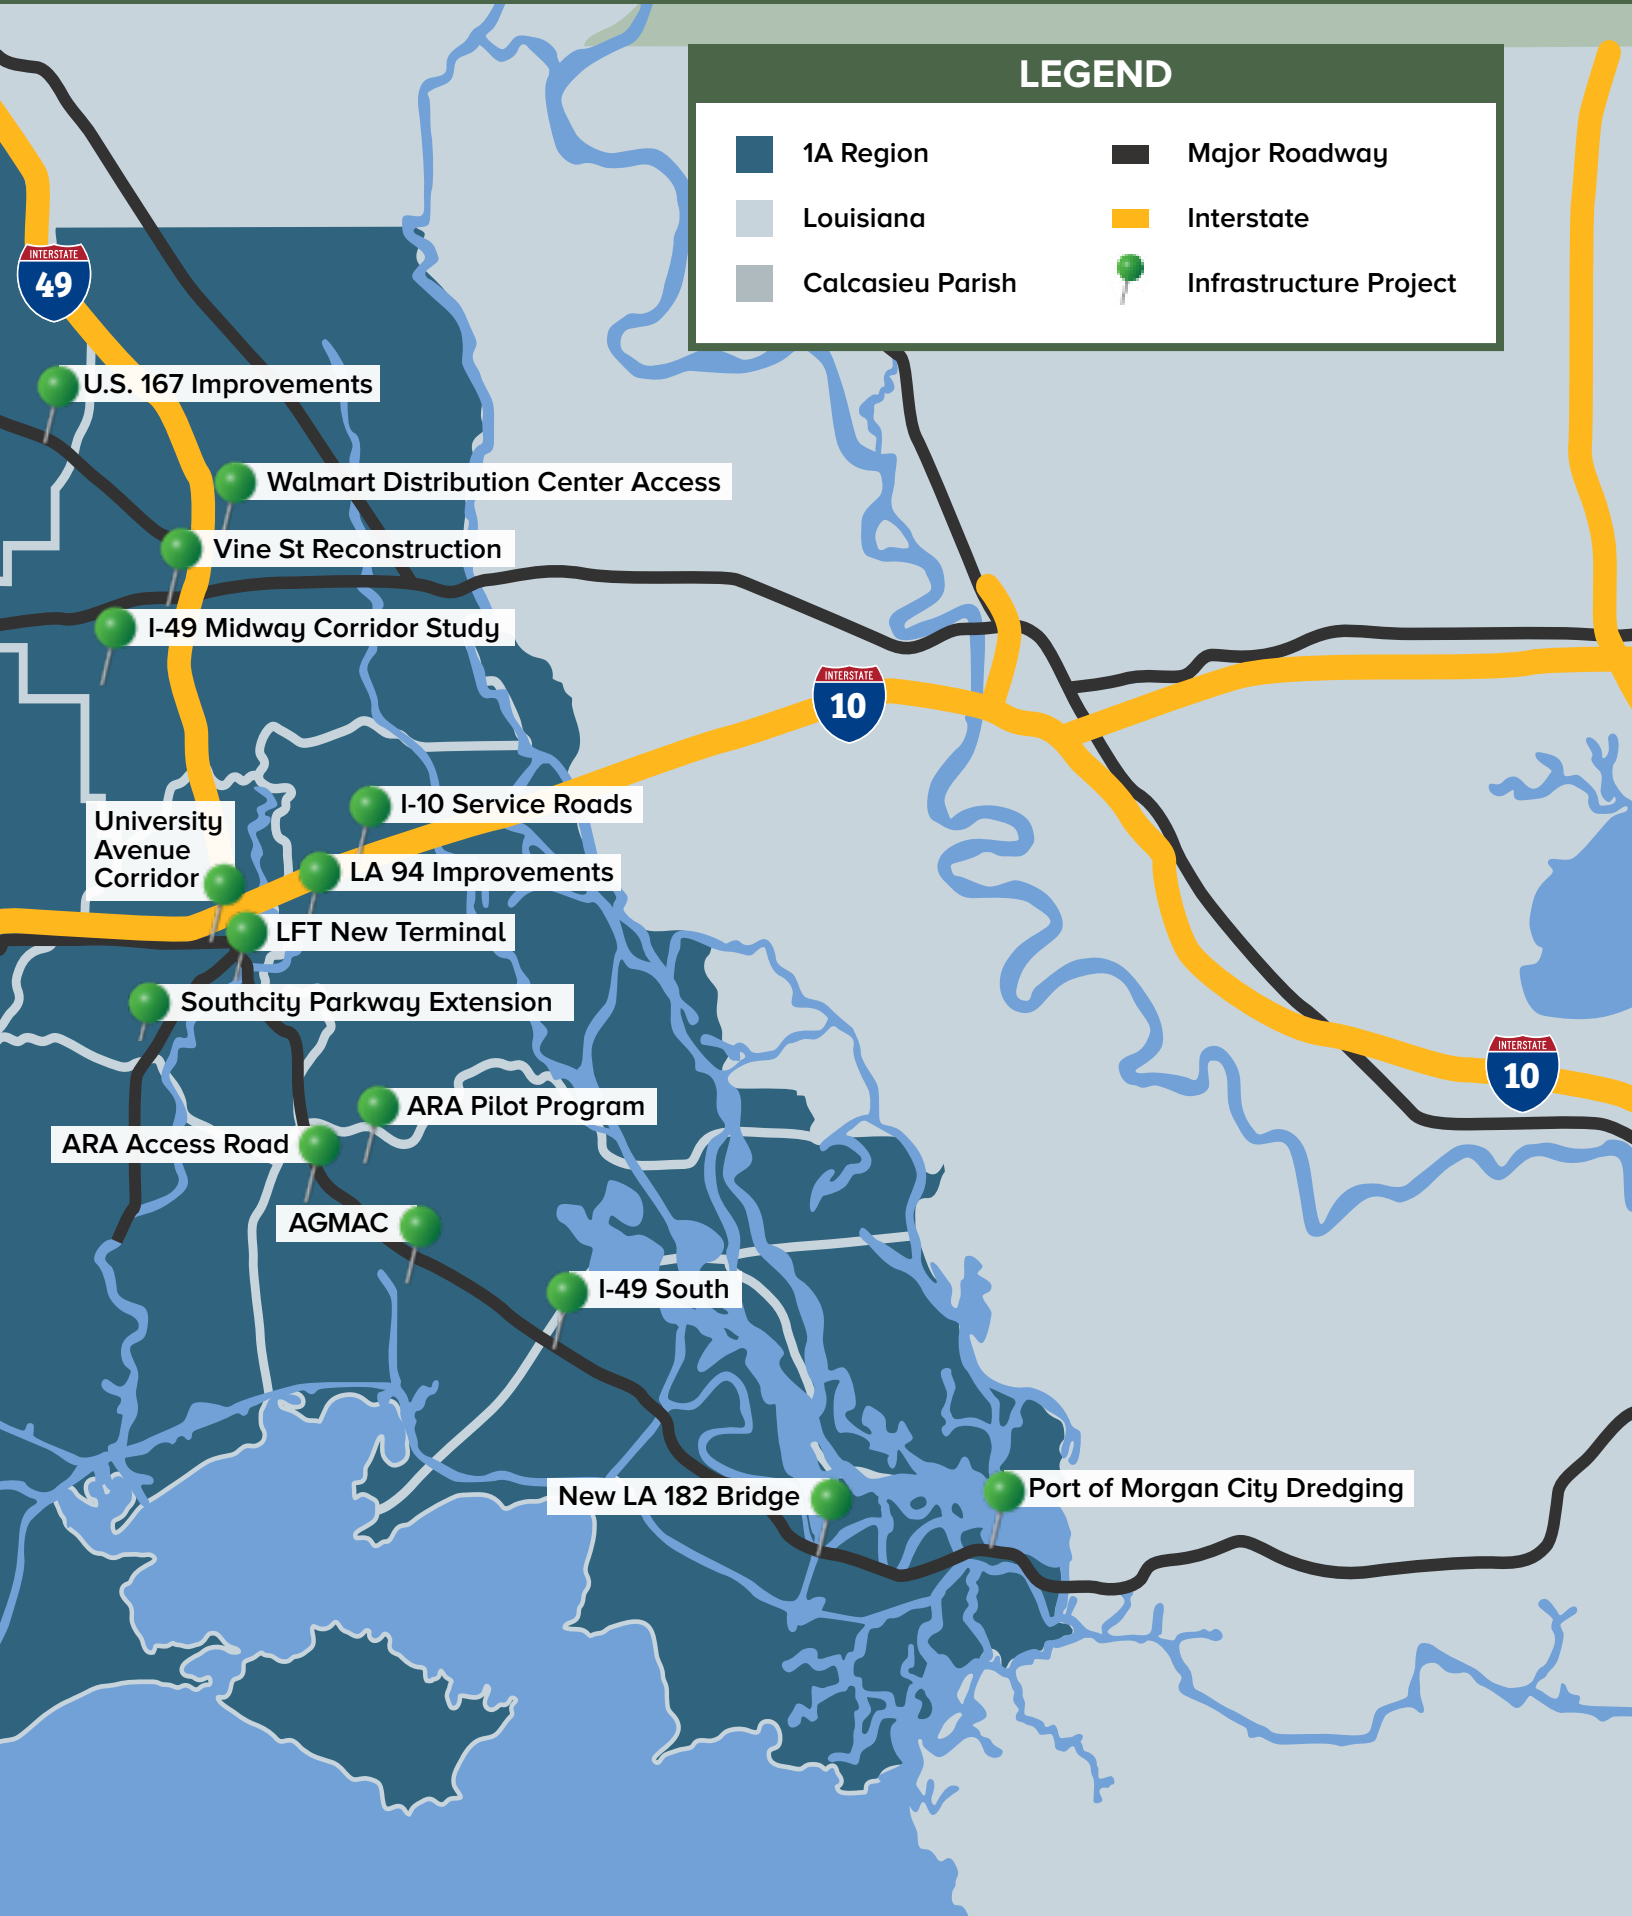 LEGEND
1A Region
Major Roadway
Louisiana
Interstate
Calcasieu Parish
Infrastructure Project
INTERSTATE
49
U.S. 167 Improvements
Walmart Distribution Center Access
Vine St Reconstruction
I-49 Midway Corridor Study
INTERSTATE
10
I-10 Service Roads
University
Avenue
Corridor
LA 94 Improvements
LFT New Terminal
Southcity Parkway Extension
INTERSTATE
10
ARA Pilot Program
ARA Access Road
AGMAC
I-49 South
New LA 182 Bridge
Port of Morgan City Dredging